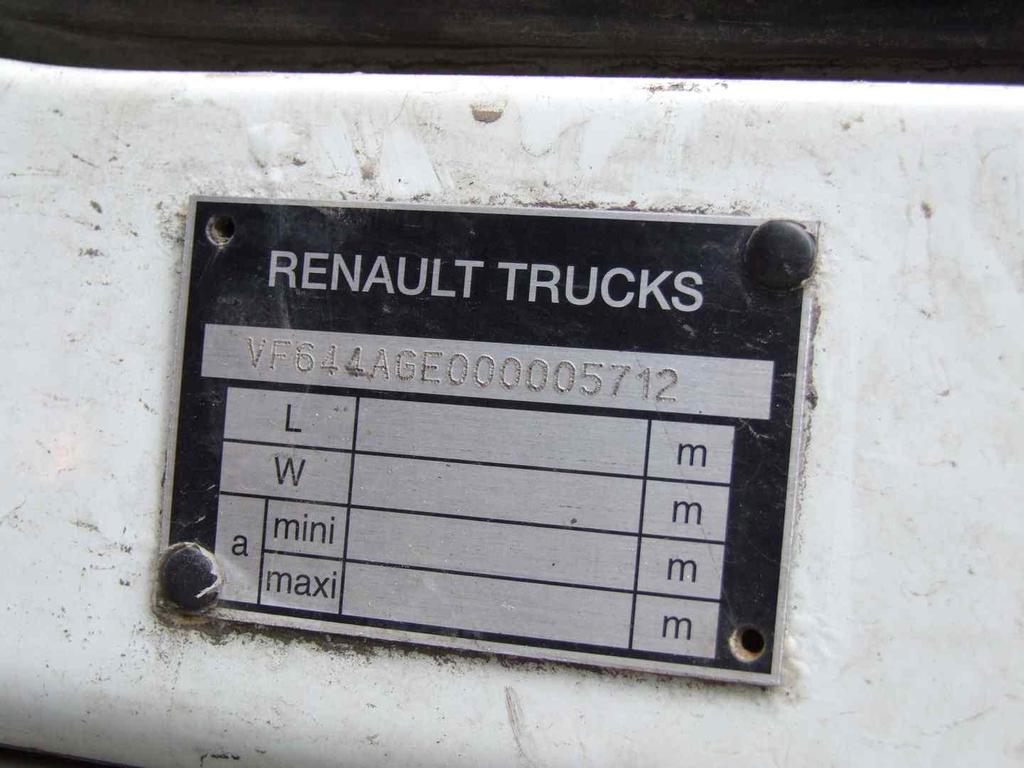 RENAULT TRUCKS
VF644AGE000005712
L m
W m
a mini m
maxi m